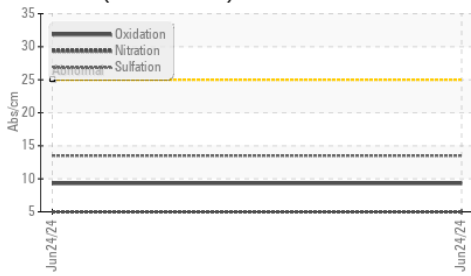 35
30
25
20
15
10
5
Abs/cm
Oxidation
Nitration
Sulfation
Abnormal
Jun24/24
Jun24/24